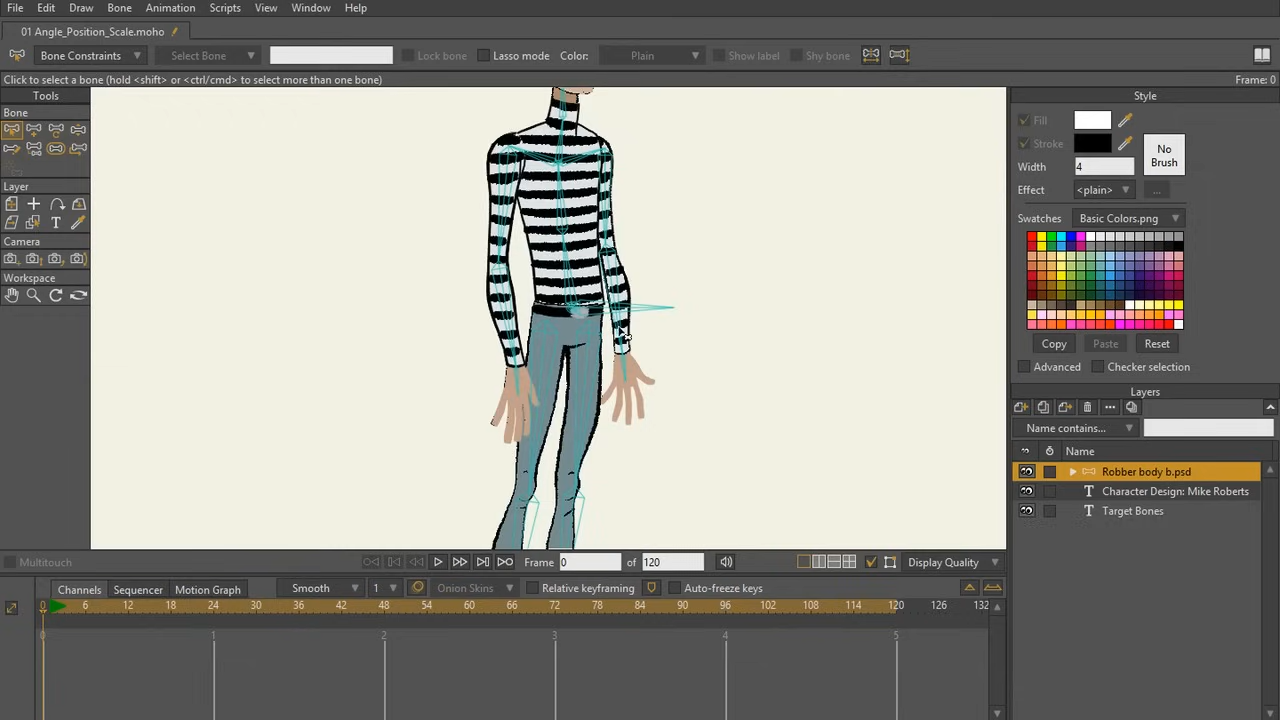 File Edit Draw Animation Bone Scripts View Window Help
01 Angle_Position_Scale.moho
Bone Constraints Select Bone Lock bone Lasso mode Color: Plain Show label Shy bone
Click to select a bone (hold <shift> or <ctrl/cmd> to select more than one bone) Frame: 0
Tools
Bone
Layer
Camera
Workspace
Style
Fill
Stroke
No Brush
Width 4
Effect <plain> ...
Swatches Basic Colors.png
Copy Paste Reset
Advanced Checker selection
Layers
Name contains...
Name
Robber body b.psd
Character Design: Mike Roberts
Target Bones
Multitouch Frame 0 of 120 Display Quality
Channels Sequencer Motion Graph Smooth 1 Onion Skins Relative keyframing Auto-freeze keys
0 6 12 18 24 30 36 42 48 54 60 66 72 78 84 90 96 102 108 114 120 126 132
0 1 2 3 4 5